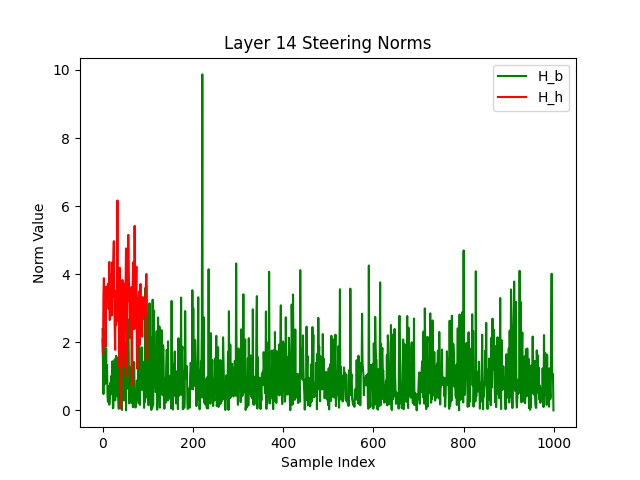 Layer 14 Steering Norms
H_b
H_h
Norm Value
10
8
6
4
2
0
0 200 400 600 800 1000
Sample Index